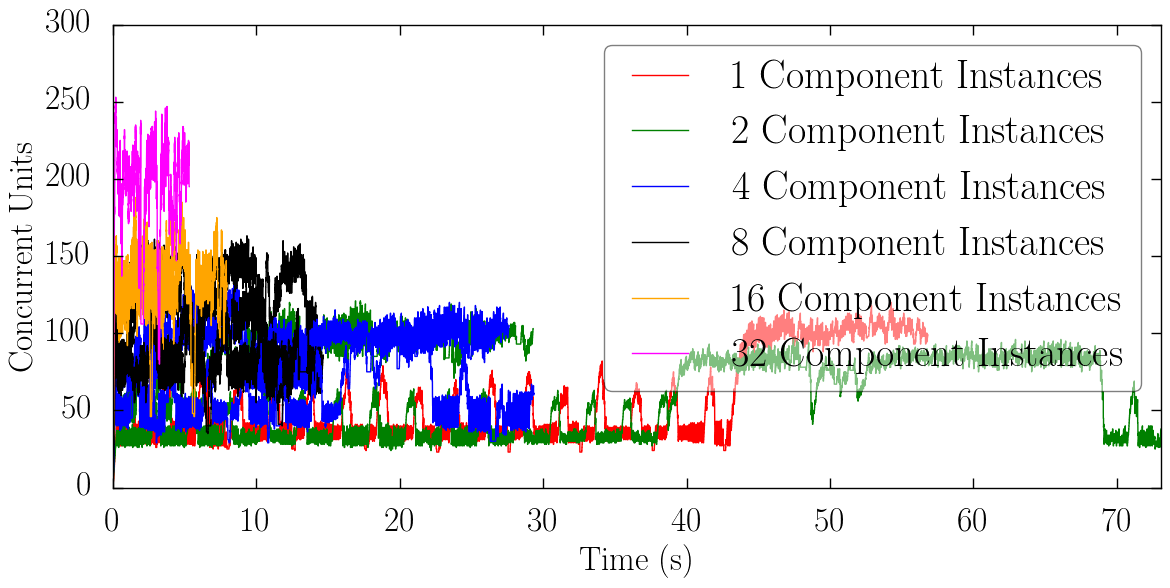 300
250
200
150
100
50
0
Concurrent Units
1 Component Instances
2 Component Instances
4 Component Instances
8 Component Instances
16 Component Instances
32 Component Instances
0 10 20 30 40 50 60 70
Time (s)